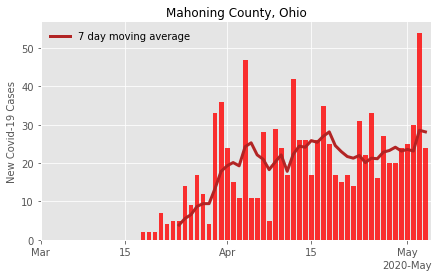 Mahoning County, Ohio
7 day moving average
New Covid-19 Cases
50
40
30
20
10
0
Mar
15
Apr
15
May
2020-May